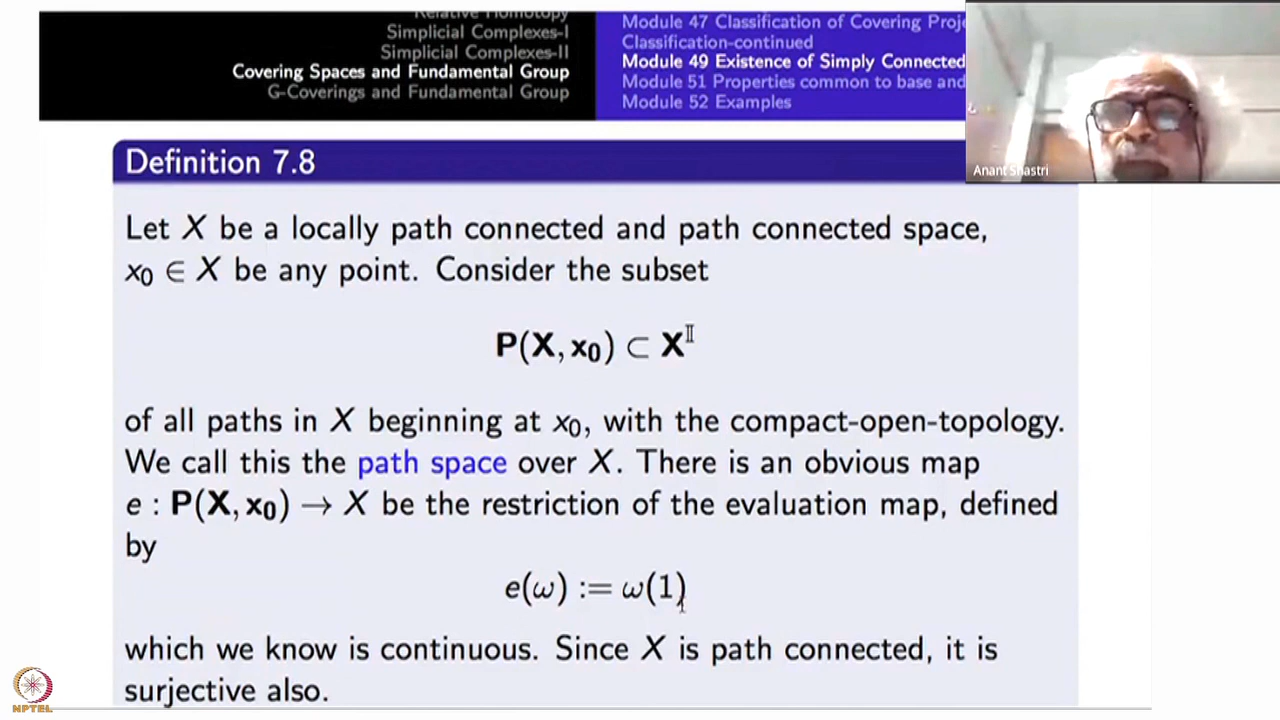 Relative Homotopy
Simplicial Complexes-I
Simplicial Complexes-II
Covering Spaces and Fundamental Group
G-Coverings and Fundamental Group
Module 47 Classification of Covering Proje
Classification-continued
Module 49 Existence of Simply Connected
Module 51 Properties common to base and
Module 52 Examples
Anant Shastri
Definition 7.8
Let X be a locally path connected and path connected space,
x₀ ∈ X be any point. Consider the subset
P(X, x₀) ⊂ X^𝕀
of all paths in X beginning at x₀, with the compact-open-topology.
We call this the path space over X. There is an obvious map
e : P(X, x₀) → X be the restriction of the evaluation map, defined
by
e(ω) := ω(1)
which we know is continuous. Since X is path connected, it is
surjective also.
NPTEL